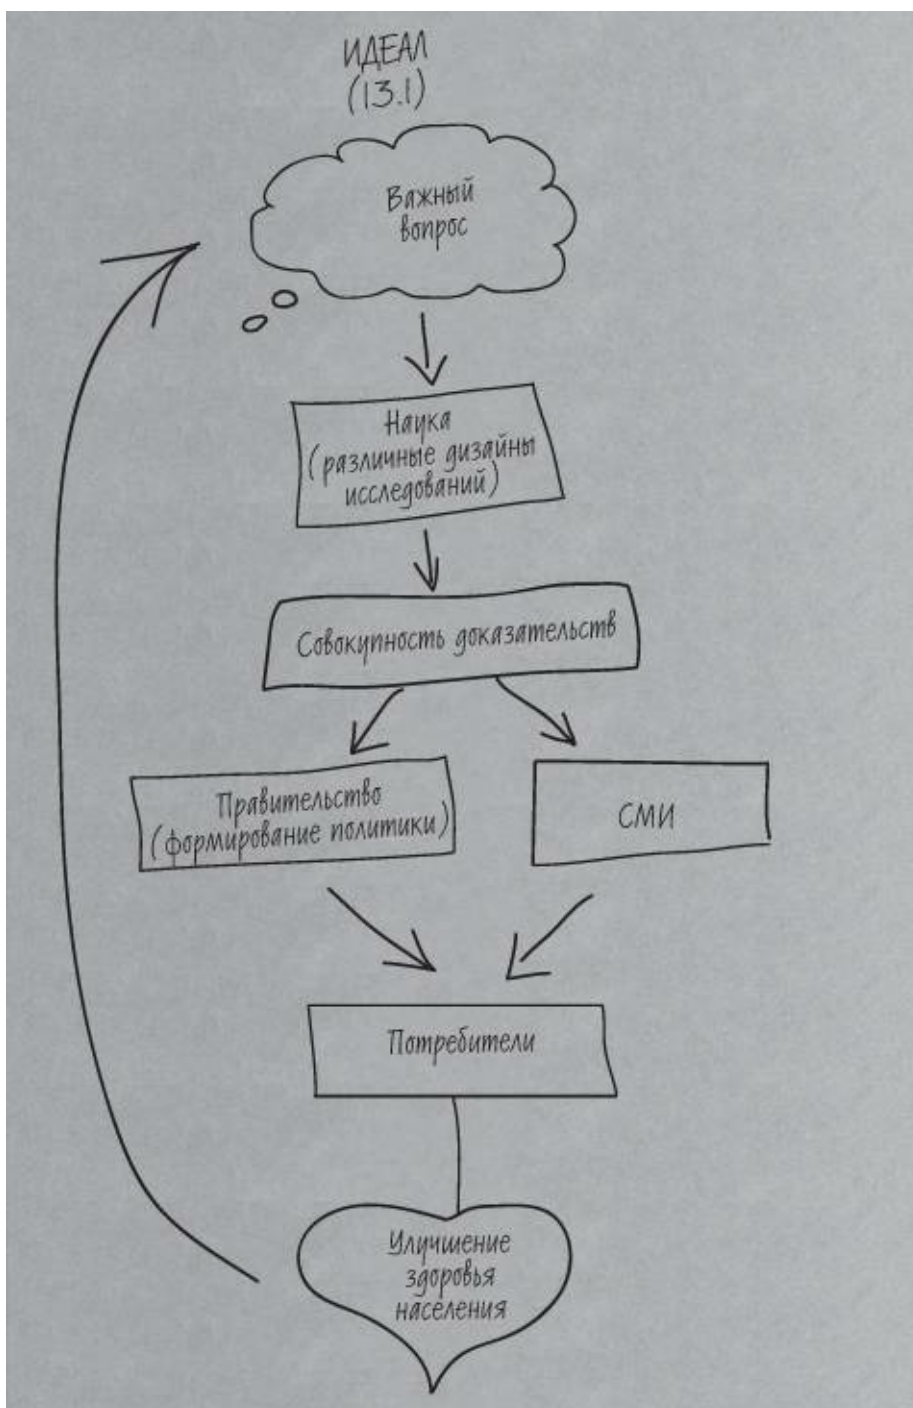 ИДЕАЛ
(13.1)
Важный
вопрос
Наука
(различные дизайны
исследований)
Совокупность доказательств
Правительство
(формирование политики)
СМИ
Потребители
Улучшение
здоровья
населения